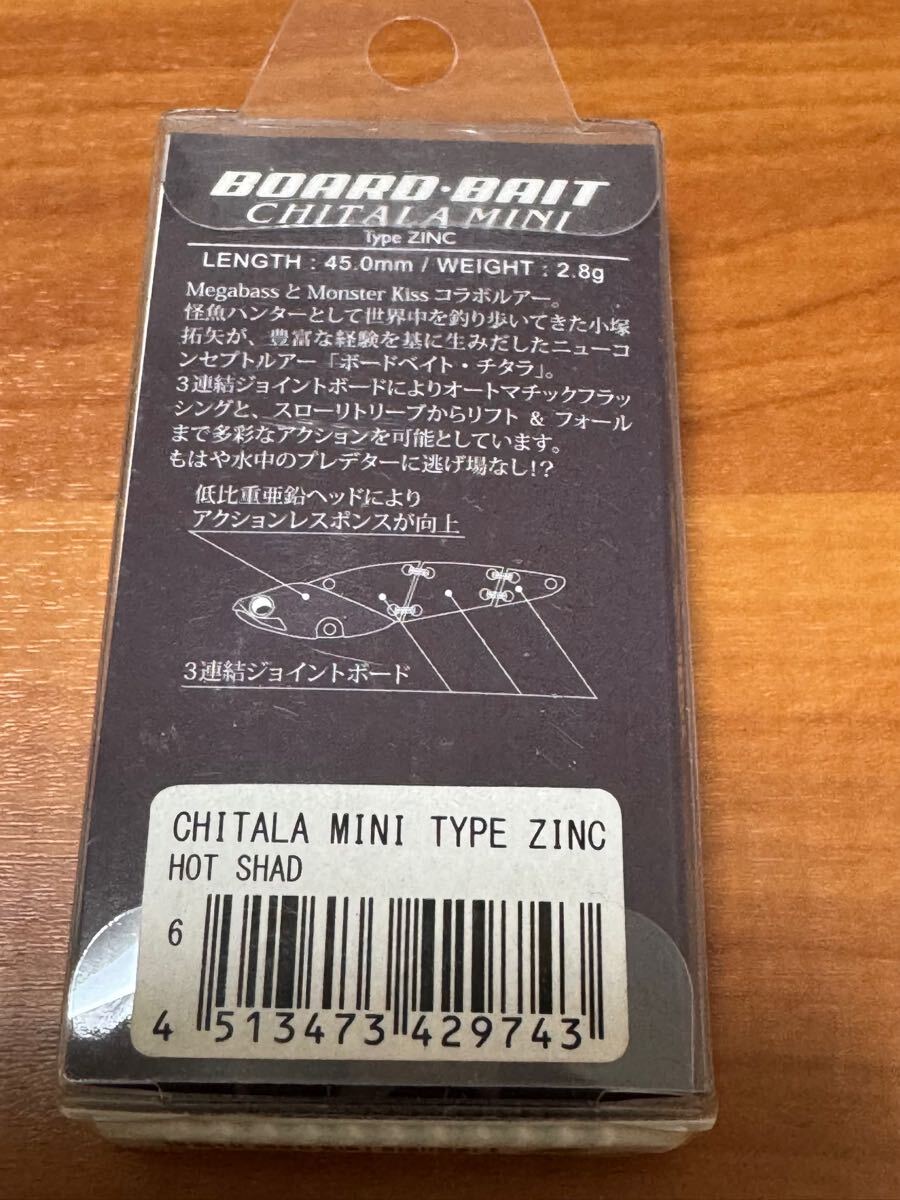 BOARD・BAIT
CHITALA MINI
Type ZINC
LENGTH : 45.0mm / WEIGHT : 2.8g
Megabass と Monster Kiss コラボルアー。
怪魚ハンターとして世界中を釣り歩いてきた小塚
拓矢が、豊富な経験を基に生みだしたニューコ
ンセプトルアー「ボードベイト・チタラ」。
3連結ジョイントボードによりオートマチックフラッ
シングと、スローリトリーブからリフト & フォール
まで多彩なアクションを可能としています。
もはや水中のプレデターに逃げ場なし!?
低比重亜鉛ヘッドにより
アクションレスポンスが向上
3連結ジョイントボード
CHITALA MINI TYPE ZINC
HOT SHAD
6
4 513473 429743